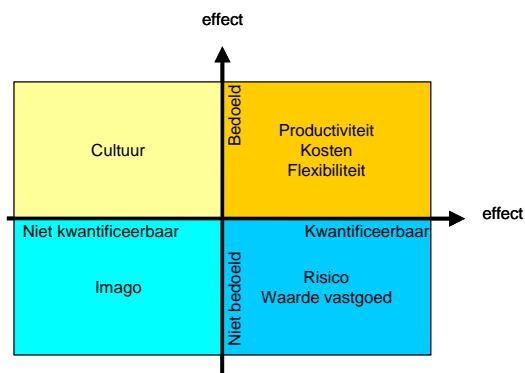 effect
Bedoeld
Cultuur
Productiviteit
Kosten
Flexibiliteit
effect
Niet kwantificeerbaar
Kwantificeerbaar
Niet bedoeld
Imago
Risico
Waarde vastgoed